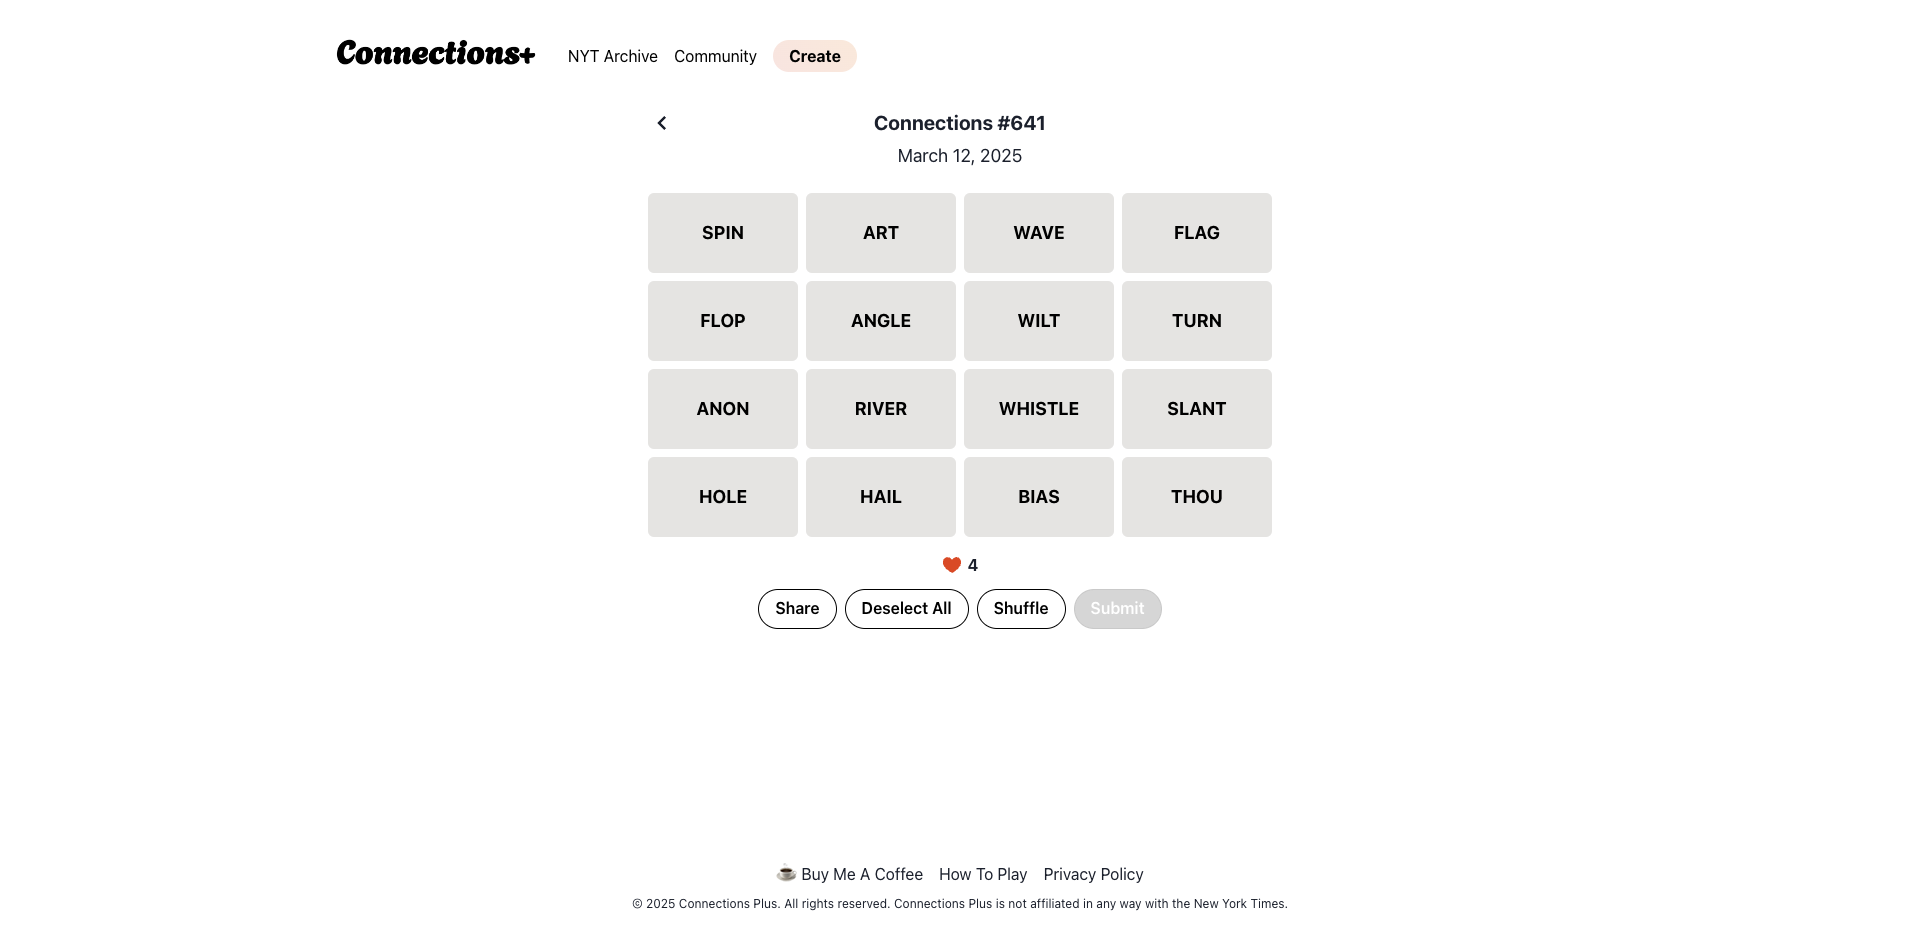 Connections+ NYT Archive Community Create
Connections #641
March 12, 2025
SPIN ART WAVE FLAG
FLOP ANGLE WILT TURN
ANON RIVER WHISTLE SLANT
HOLE HAIL BIAS THOU
4
Share Deselect All Shuffle Submit
Buy Me A Coffee How To Play Privacy Policy
© 2025 Connections Plus. All rights reserved. Connections Plus is not affiliated in any way with the New York Times.